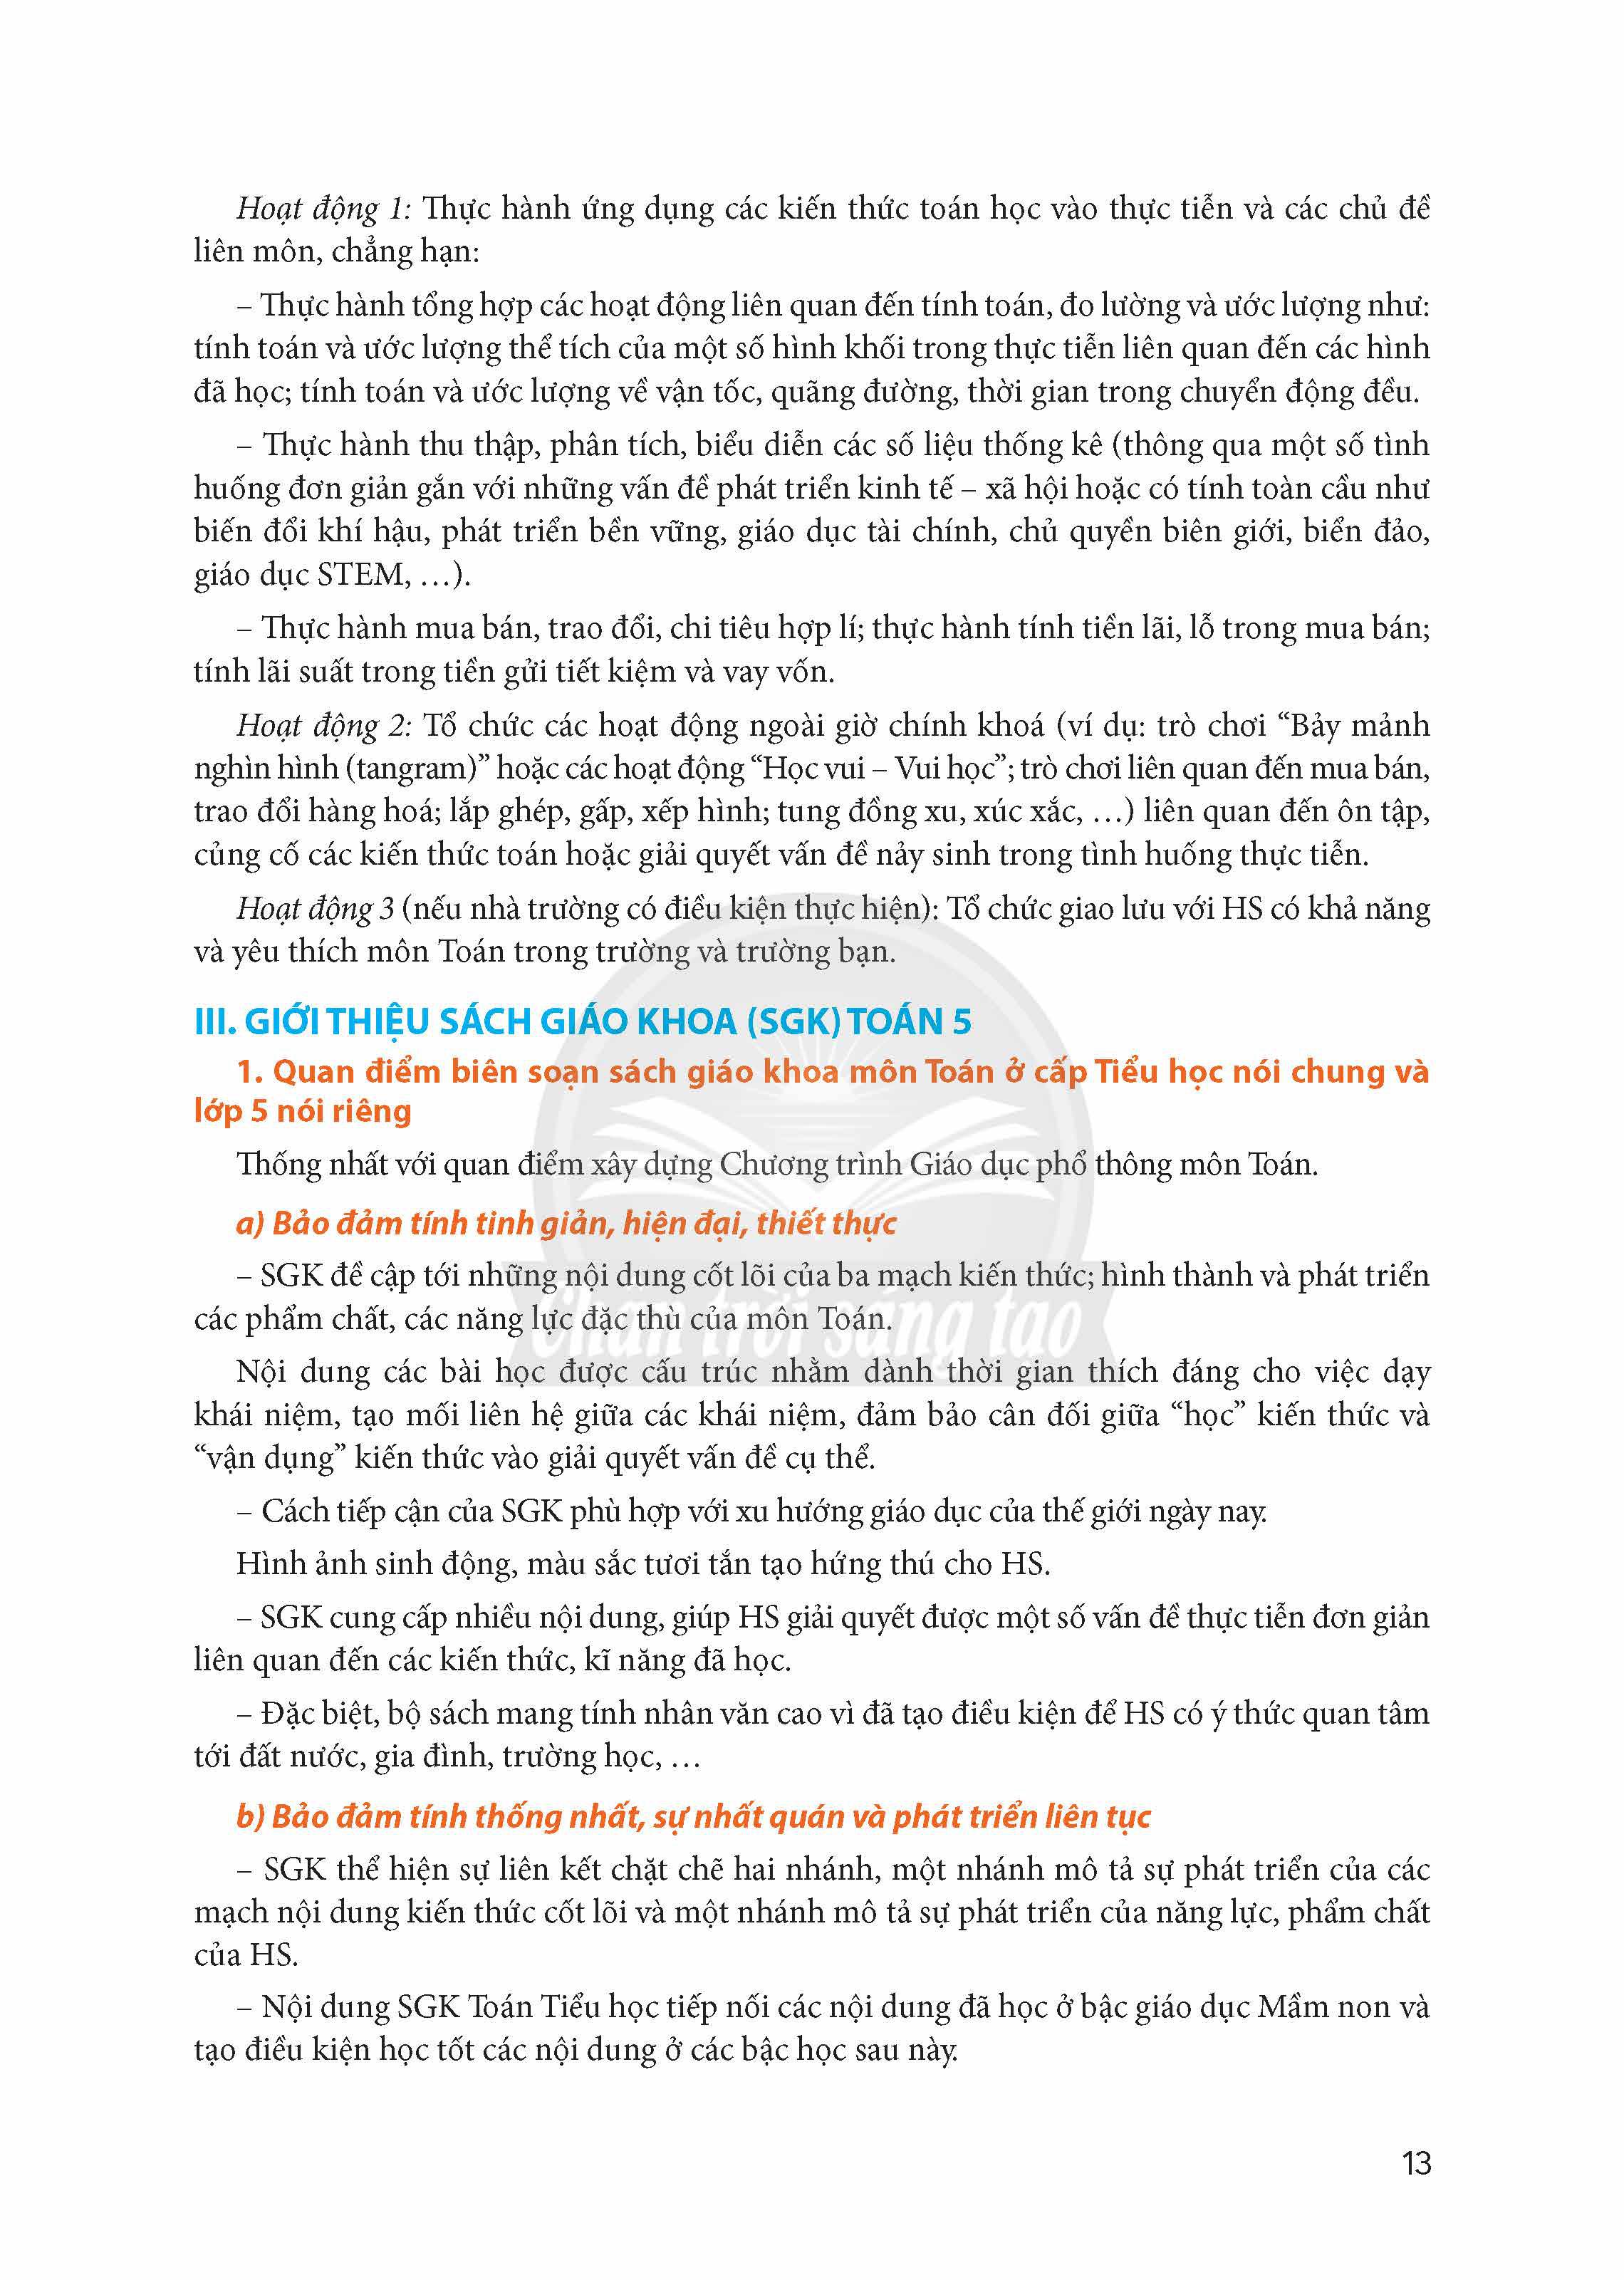 Hoạt động 1: Thực hành ứng dụng các kiến thức toán học vào thực tiễn và các chủ đề
liên môn, chẳng hạn:
– Thực hành tổng hợp các hoạt động liên quan đến tính toán, đo lường và ước lượng như:
tính toán và ước lượng thể tích của một số hình khối trong thực tiễn liên quan đến các hình
đã học; tính toán và ước lượng về vận tốc, quãng đường, thời gian trong chuyển động đều.
– Thực hành thu thập, phân tích, biểu diễn các số liệu thống kê (thông qua một số tình
huống đơn giản gắn với những vấn đề phát triển kinh tế – xã hội hoặc có tính toàn cầu như
biến đổi khí hậu, phát triển bền vững, giáo dục tài chính, chủ quyền biên giới, biển đảo,
giáo dục STEM, …).
– Thực hành mua bán, trao đổi, chi tiêu hợp lí; thực hành tính tiền lãi, lỗ trong mua bán;
tính lãi suất trong tiền gửi tiết kiệm và vay vốn.
Hoạt động 2: Tổ chức các hoạt động ngoài giờ chính khoá (ví dụ: trò chơi “Bảy mảnh
nghìn hình (tangram)” hoặc các hoạt động “Học vui – Vui học”; trò chơi liên quan đến mua bán,
trao đổi hàng hoá; lắp ghép, gấp, xếp hình; tung đồng xu, xúc xắc, …) liên quan đến ôn tập,
củng cố các kiến thức toán hoặc giải quyết vấn đề nảy sinh trong tình huống thực tiễn.
Hoạt động 3 (nếu nhà trường có điều kiện thực hiện): Tổ chức giao lưu với HS có khả năng
và yêu thích môn Toán trong trường và trường bạn.
III. GIỚI THIỆU SÁCH GIÁO KHOA (SGK) TOÁN 5
1. Quan điểm biên soạn sách giáo khoa môn Toán ở cấp Tiểu học nói chung và
lớp 5 nói riêng
Thống nhất với quan điểm xây dựng Chương trình Giáo dục phổ thông môn Toán.
a) Bảo đảm tính tinh giản, hiện đại, thiết thực
– SGK đề cập tới những nội dung cốt lõi của ba mạch kiến thức; hình thành và phát triển
các phẩm chất, các năng lực đặc thù của môn Toán.
Chân trời sáng tạo
Nội dung các bài học được cấu trúc nhằm dành thời gian thích đáng cho việc dạy
khái niệm, tạo mối liên hệ giữa các khái niệm, đảm bảo cân đối giữa “học” kiến thức và
“vận dụng” kiến thức vào giải quyết vấn đề cụ thể.
– Cách tiếp cận của SGK phù hợp với xu hướng giáo dục của thế giới ngày nay.
Hình ảnh sinh động, màu sắc tươi tắn tạo hứng thú cho HS.
– SGK cung cấp nhiều nội dung, giúp HS giải quyết được một số vấn đề thực tiễn đơn giản
liên quan đến các kiến thức, kĩ năng đã học.
– Đặc biệt, bộ sách mang tính nhân văn cao vì đã tạo điều kiện để HS có ý thức quan tâm
tới đất nước, gia đình, trường học, …
b) Bảo đảm tính thống nhất, sự nhất quán và phát triển liên tục
– SGK thể hiện sự liên kết chặt chẽ hai nhánh, một nhánh mô tả sự phát triển của các
mạch nội dung kiến thức cốt lõi và một nhánh mô tả sự phát triển của năng lực, phẩm chất
của HS.
– Nội dung SGK Toán Tiểu học tiếp nối các nội dung đã học ở bậc giáo dục Mầm non và
tạo điều kiện học tốt các nội dung ở các bậc học sau này.
13